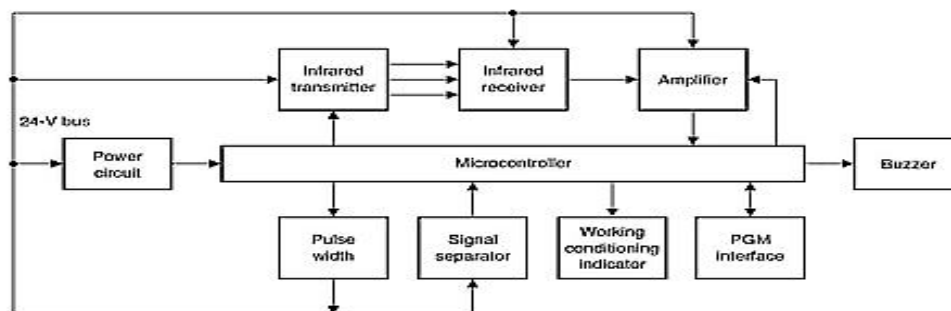 Infrared
transmitter
Infrared
receiver
Amplifier
24-V bus
Power
circuit
Microcontroller
Buzzer
Pulse
width
Signal
separator
Working
conditioning
indicator
PGM
interface